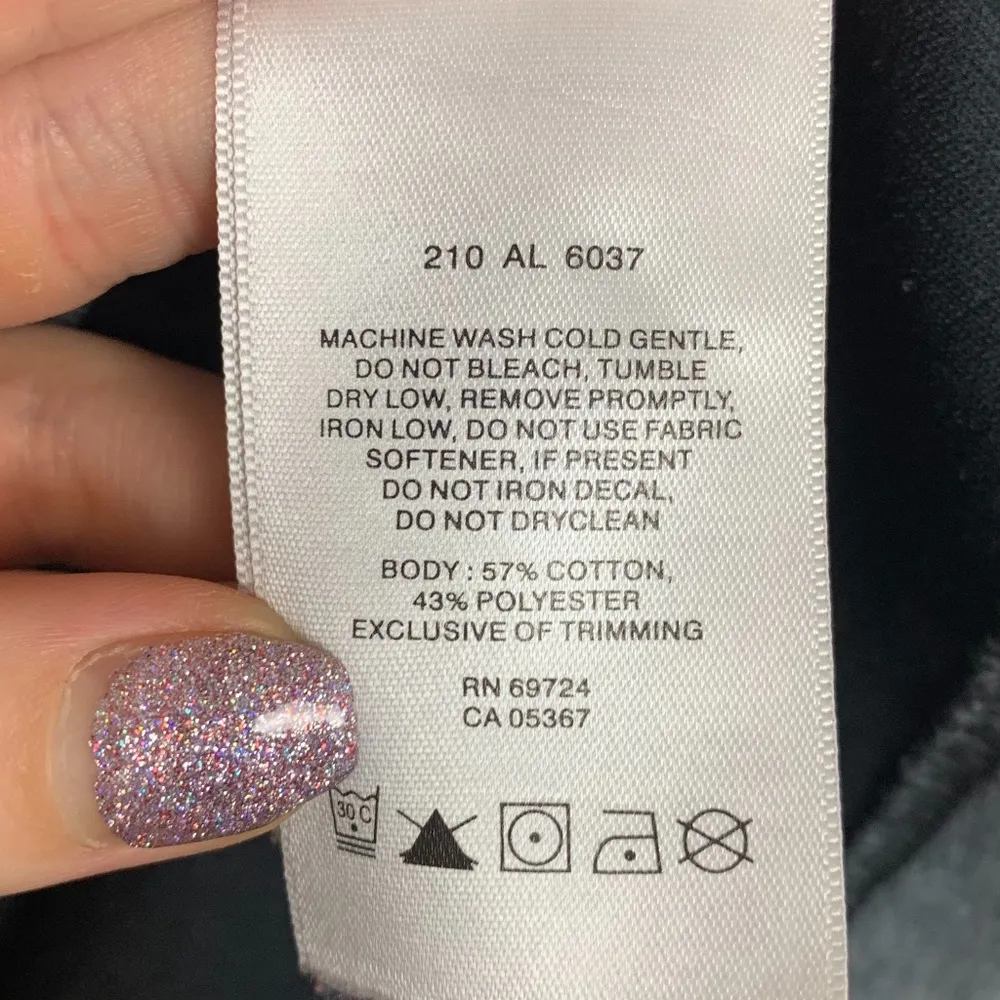 210 AL 6037
MACHINE WASH COLD GENTLE,
DO NOT BLEACH, TUMBLE
DRY LOW, REMOVE PROMPTLY,
IRON LOW, DO NOT USE FABRIC
SOFTENER, IF PRESENT
DO NOT IRON DECAL,
DO NOT DRYCLEAN
BODY : 57% COTTON,
43% POLYESTER
EXCLUSIVE OF TRIMMING
RN 69724
CA 05367
30 C